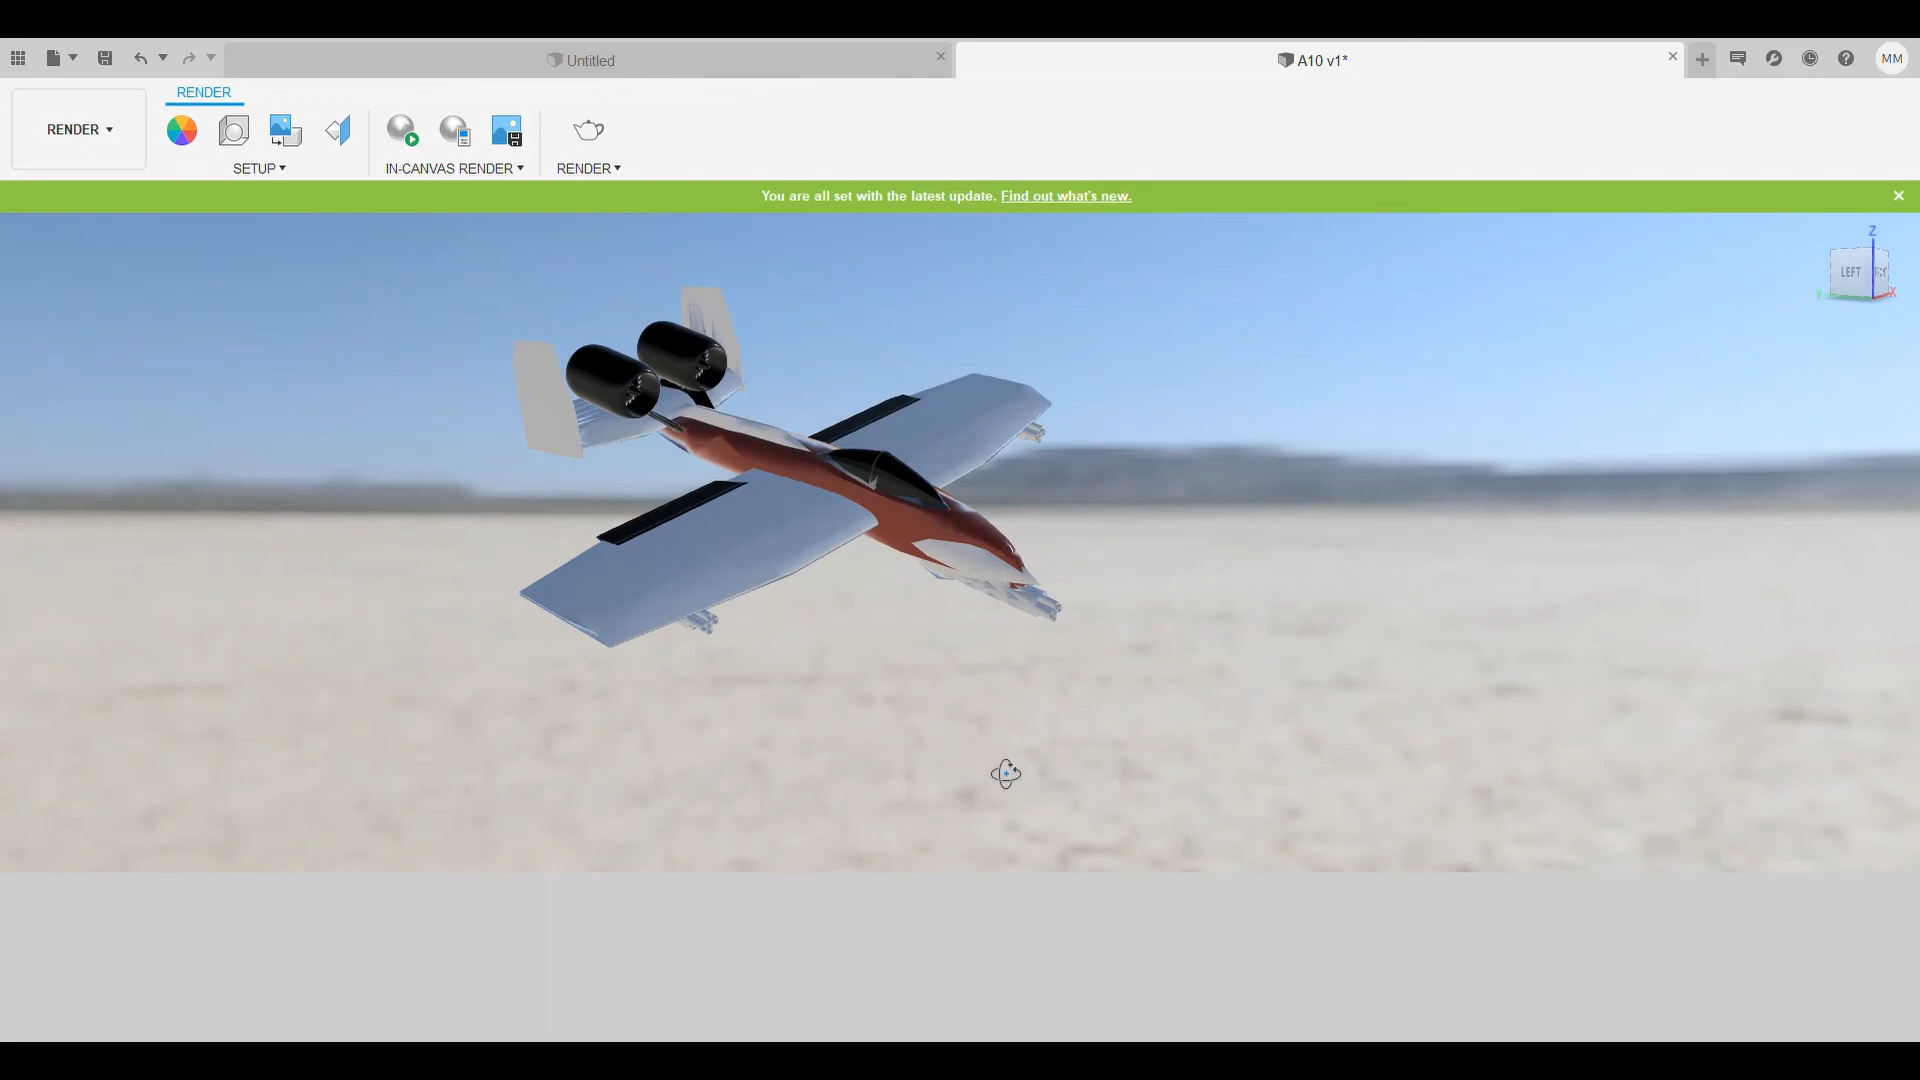 Untitled
A10 v1*
MM
RENDER
RENDER
SETUP
IN-CANVAS RENDER
RENDER
You are all set with the latest update. Find out what's new.
Z
LEFT
Y
X